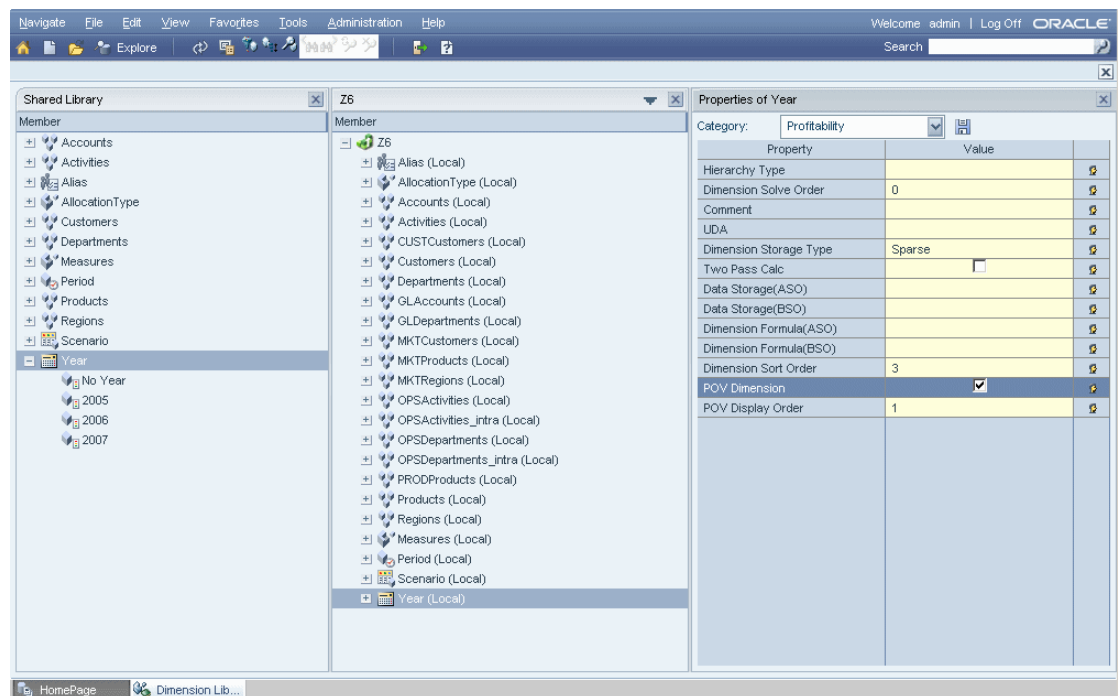 Navigate File Edit View Favorites Tools Administration Help Welcome admin | Log Off ORACLE
Explore Search
Shared Library
Member
Accounts
Activities
Alias
AllocationType
Customers
Departments
Measures
Period
Products
Regions
Scenario
Year
No Year
2005
2006
2007
Z6
Member
Z6
Alias (Local)
AllocationType (Local)
Accounts (Local)
Activities (Local)
CUSTCustomers (Local)
Customers (Local)
Departments (Local)
GLAccounts (Local)
GLDepartments (Local)
MKTCustomers (Local)
MKTProducts (Local)
MKTRegions (Local)
OPSActivities (Local)
OPSActivities_intra (Local)
OPSDepartments (Local)
OPSDepartments_intra (Local)
PRODProducts (Local)
Products (Local)
Regions (Local)
Measures (Local)
Period (Local)
Scenario (Local)
Year (Local)
Properties of Year
Category: Profitability
Property Value
Hierarchy Type
Dimension Solve Order 0
Comment
UDA
Dimension Storage Type Sparse
Two Pass Calc
Data Storage(ASO)
Data Storage(BSO)
Dimension Formula(ASO)
Dimension Formula(BSO)
Dimension Sort Order 3
POV Dimension
POV Display Order 1
HomePage Dimension Lib...